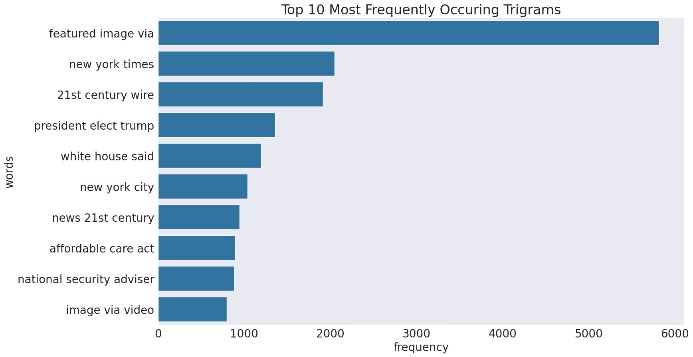 Top 10 Most Frequently Occuring Trigrams
words
featured image via
new york times
21st century wire
president elect trump
white house said
new york city
news 21st century
affordable care act
national security adviser
image via video
0 1000 2000 3000 4000 5000 6000
frequency